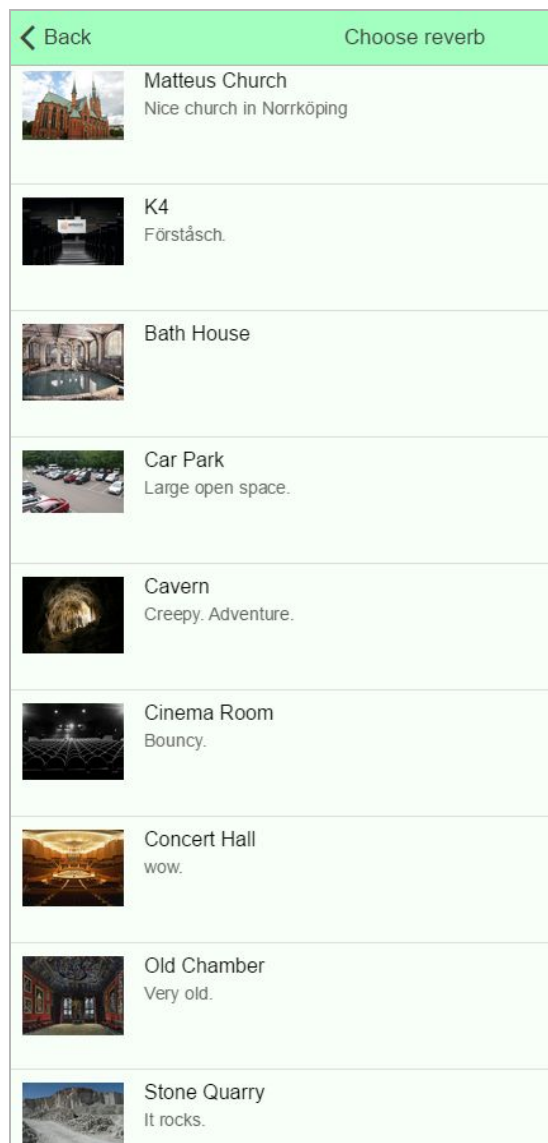 Back
Choose reverb
Matteus Church
Nice church in Norrköping
K4
Förståsch.
Bath House
Car Park
Large open space.
Cavern
Creepy. Adventure.
Cinema Room
Bouncy.
Concert Hall
wow.
Old Chamber
Very old.
Stone Quarry
It rocks.